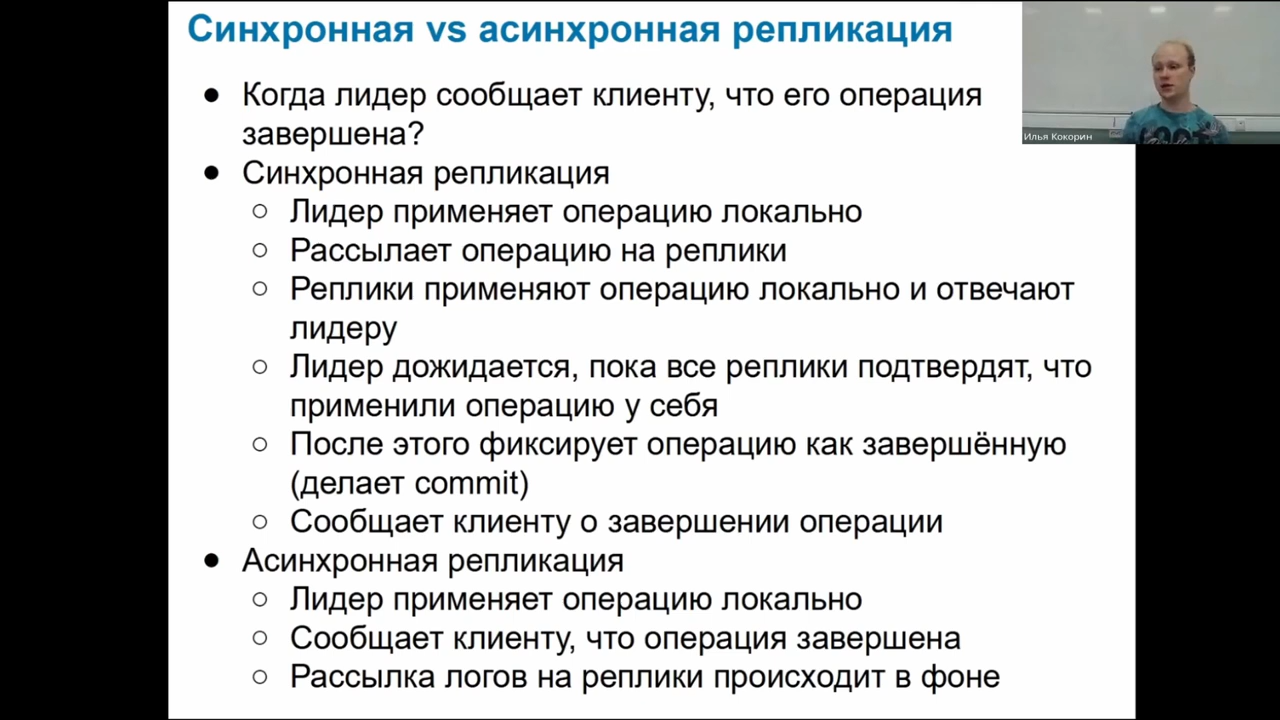 Синхронная vs асинхронная репликация
Илья Кокорин
● Когда лидер сообщает клиенту, что его операция
завершена?
● Синхронная репликация
○ Лидер применяет операцию локально
○ Рассылает операцию на реплики
○ Реплики применяют операцию локально и отвечают
лидеру
○ Лидер дожидается, пока все реплики подтвердят, что
применили операцию у себя
○ После этого фиксирует операцию как завершённую
(делает commit)
○ Сообщает клиенту о завершении операции
● Асинхронная репликация
○ Лидер применяет операцию локально
○ Сообщает клиенту, что операция завершена
○ Рассылка логов на реплики происходит в фоне